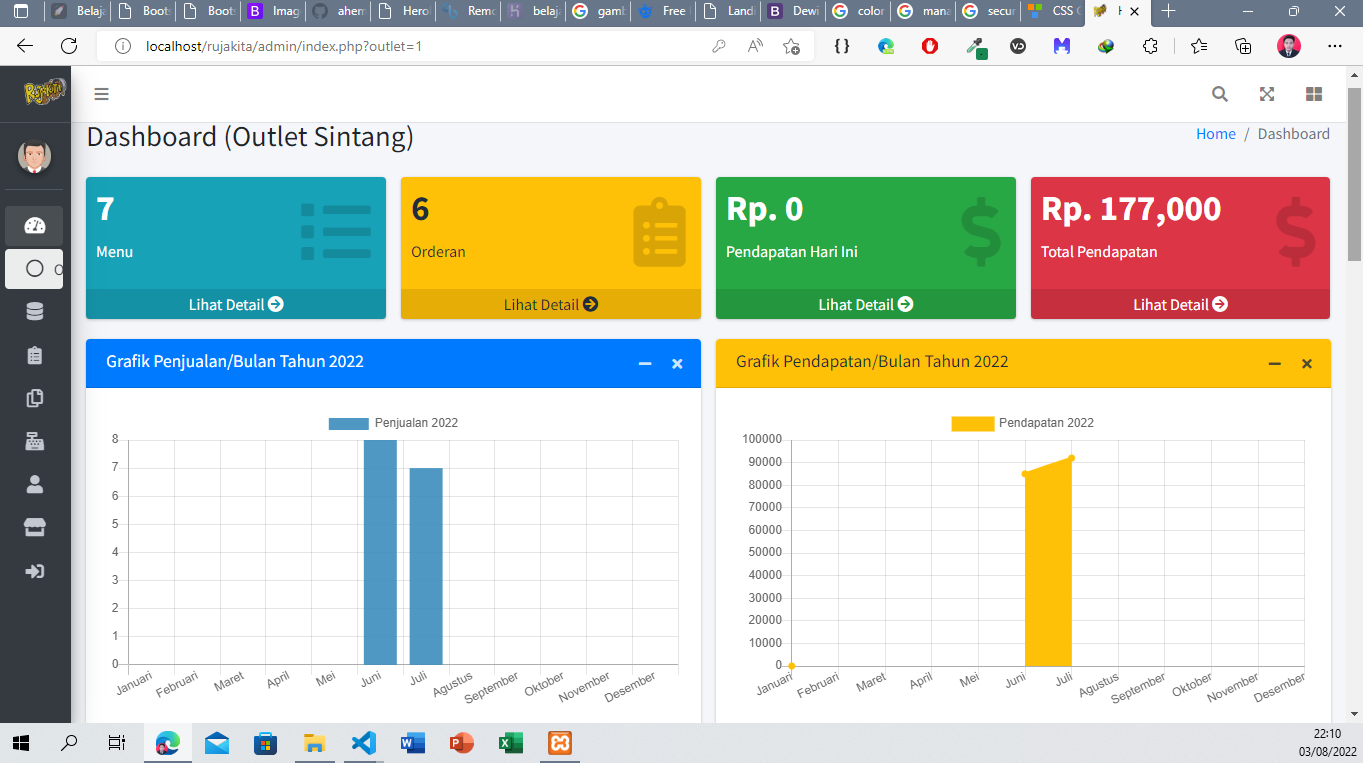 Belaja
Boots
Boots
Imag
ahem
Hero
Remo
belaja
gamb
Free I
Landi
Dewi
color
mana
secur
CSS
localhost/rujakita/admin/index.php?outlet=1
RujaKita
Dashboard (Outlet Sintang)
Home / Dashboard
7
Menu
Lihat Detail
6
Orderan
Lihat Detail
Rp. 0
Pendapatan Hari Ini
Lihat Detail
Rp. 177,000
Total Pendapatan
Lihat Detail
O
Grafik Penjualan/Bulan Tahun 2022
Penjualan 2022
8
7
6
5
4
3
2
1
0
Januari Februari Maret April Mei Juni Juli Agustus September Oktober November Desember
Grafik Pendapatan/Bulan Tahun 2022
Pendapatan 2022
100000
90000
80000
70000
60000
50000
40000
30000
20000
10000
0
Januari Februari Maret April Mei Juni Juli Agustus September Oktober November Desember
22:10
03/08/2022